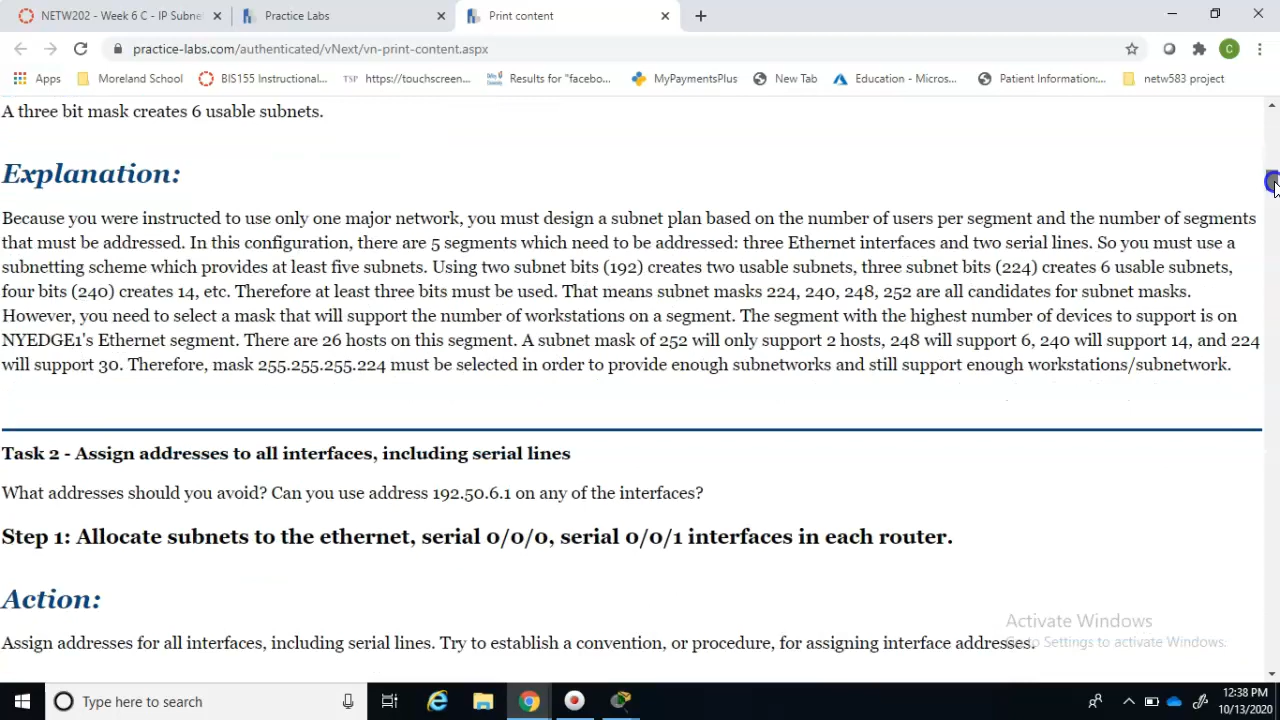 NETW202 - Week 6 C - IP Subne
Practice Labs
Print content
practice-labs.com/authenticated/vNext/vn-print-content.aspx
C
Apps
Moreland School
BIS155 Instructional...
TSP
https://touchscreen...
Results for "facebo...
MyPaymentsPlus
New Tab
Education - Micros...
Patient Information:...
netw583 project
A three bit mask creates 6 usable subnets.
Explanation:
Because you were instructed to use only one major network, you must design a subnet plan based on the number of users per segment and the number of segments
that must be addressed. In this configuration, there are 5 segments which need to be addressed: three Ethernet interfaces and two serial lines. So you must use a
subnetting scheme which provides at least five subnets. Using two subnet bits (192) creates two usable subnets, three subnet bits (224) creates 6 usable subnets,
four bits (240) creates 14, etc. Therefore at least three bits must be used. That means subnet masks 224, 240, 248, 252 are all candidates for subnet masks.
However, you need to select a mask that will support the number of workstations on a segment. The segment with the highest number of devices to support is on
NYEDGE1's Ethernet segment. There are 26 hosts on this segment. A subnet mask of 252 will only support 2 hosts, 248 will support 6, 240 will support 14, and 224
will support 30. Therefore, mask 255.255.255.224 must be selected in order to provide enough subnetworks and still support enough workstations/subnetwork.
Task 2 - Assign addresses to all interfaces, including serial lines
What addresses should you avoid? Can you use address 192.50.6.1 on any of the interfaces?
Step 1: Allocate subnets to the ethernet, serial 0/0/0, serial 0/0/1 interfaces in each router.
Action:
Activate Windows
Go to Settings to activate Windows.
Assign addresses for all interfaces, including serial lines. Try to establish a convention, or procedure, for assigning interface addresses.
Type here to search
12:38 PM
10/13/2020